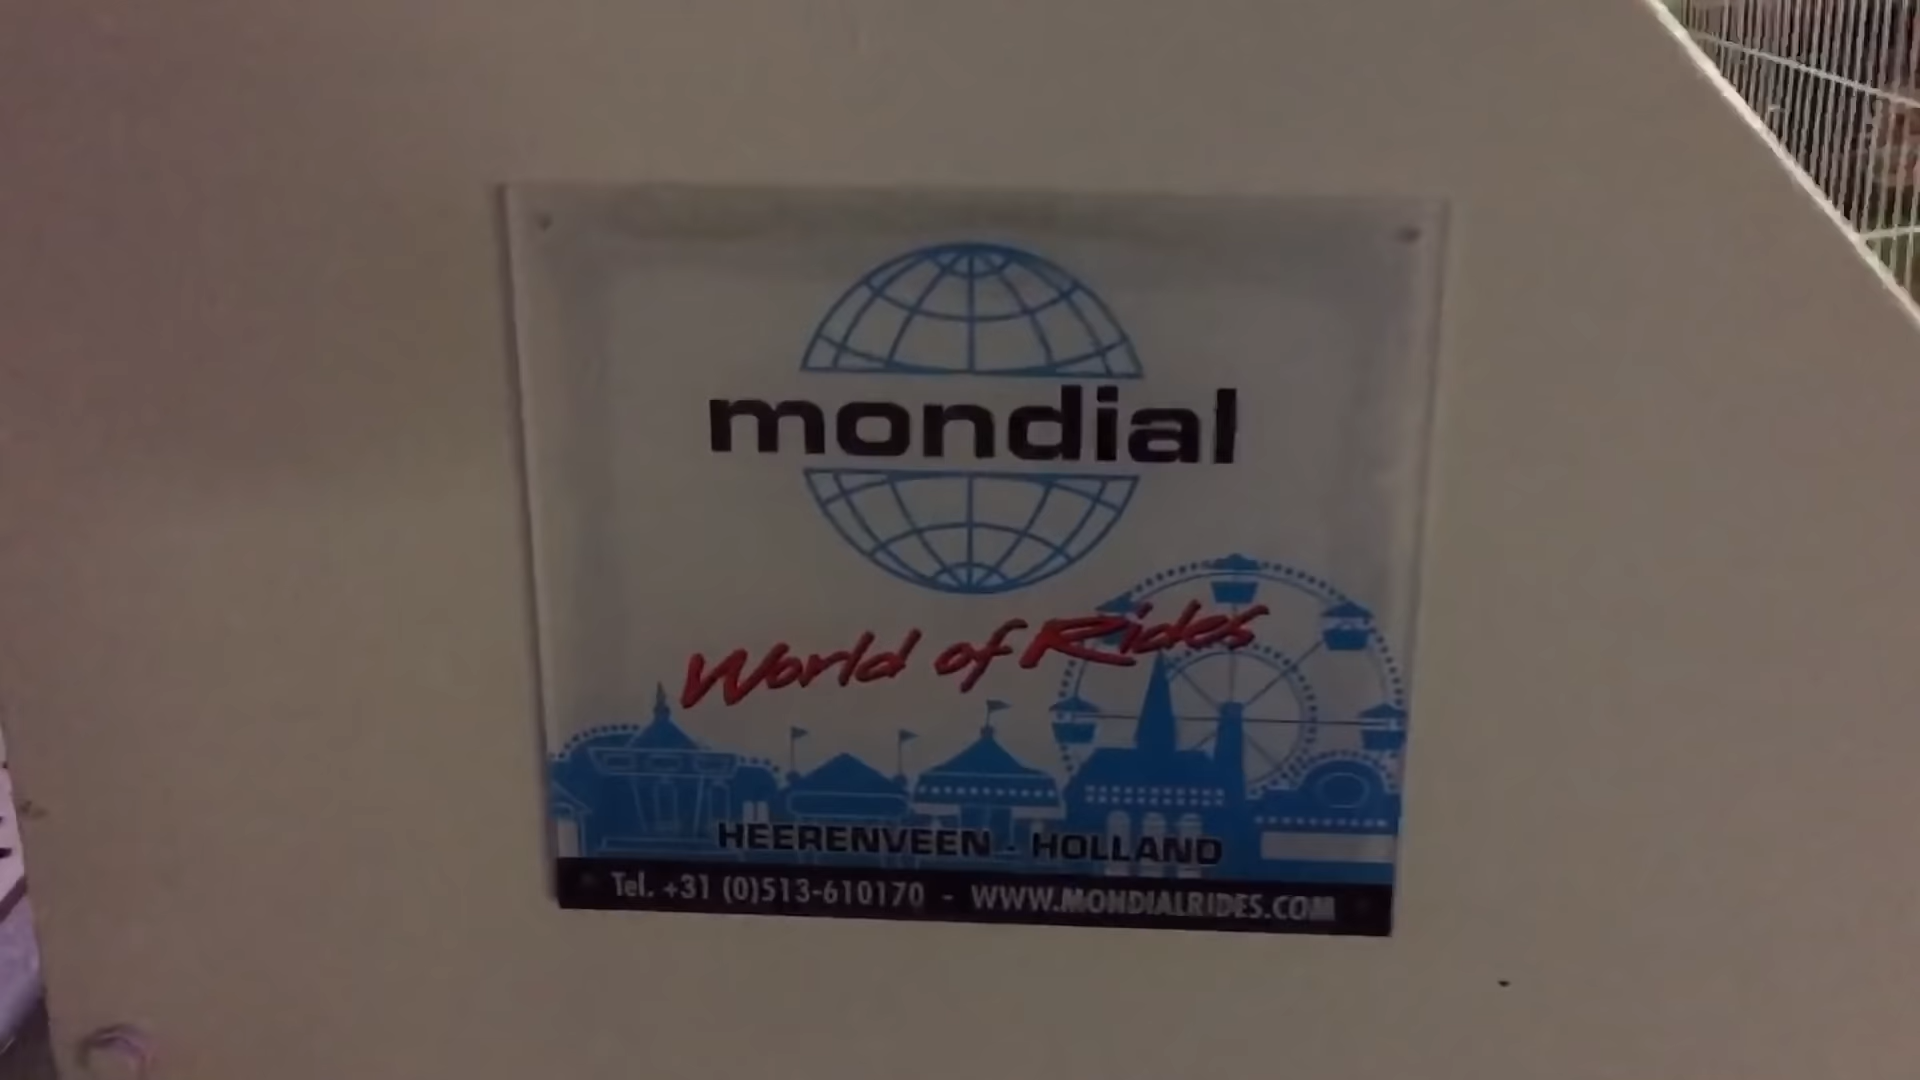 mondial
World of Rides
HEERENVEEN - HOLLAND
Tel. +31 (0)513-610170 - WWW.MONDIALRIDES.COM